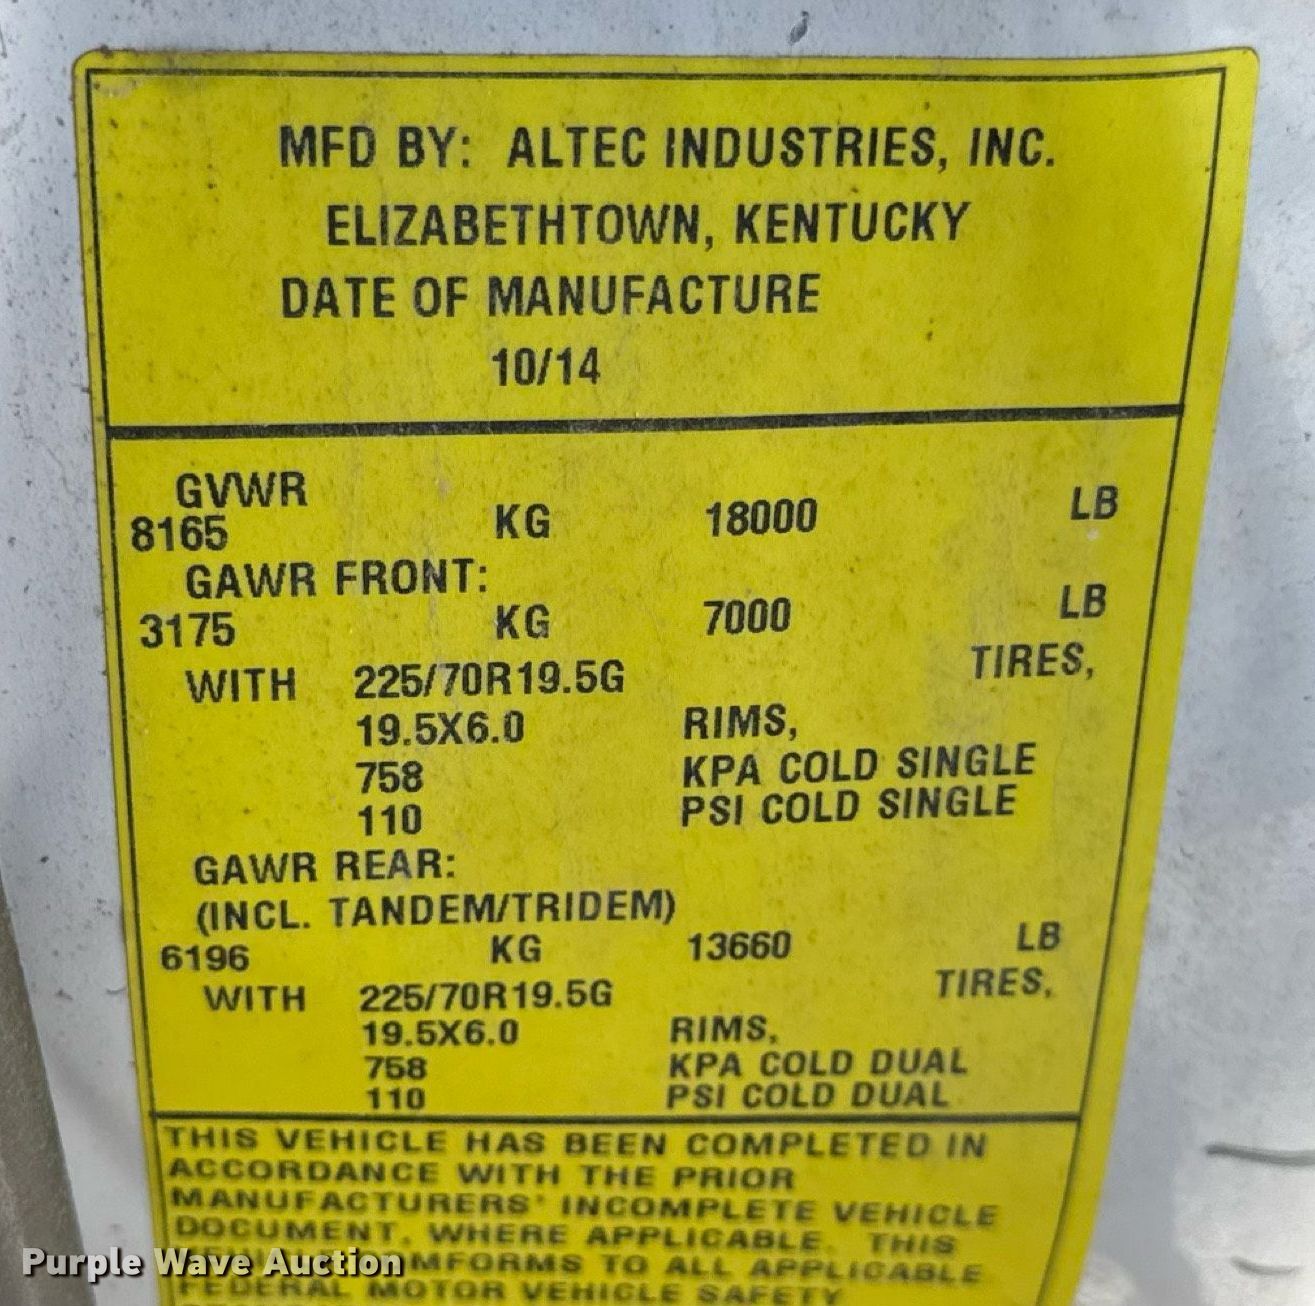 MFD BY: ALTEC INDUSTRIES, INC.
ELIZABETHTOWN, KENTUCKY
DATE OF MANUFACTURE
10/14
GVWR
8165 KG 18000 LB
GAWR FRONT:
3175 KG 7000 LB
WITH 225/70R19.5G TIRES,
19.5X6.0 RIMS,
758 KPA COLD SINGLE
110 PSI COLD SINGLE
GAWR REAR:
(INCL. TANDEM/TRIDEM)
6196 KG 13660 LB
WITH 225/70R19.5G TIRES,
19.5X6.0 RIMS,
758 KPA COLD DUAL
110 PSI COLD DUAL
THIS VEHICLE HAS BEEN COMPLETED IN
ACCORDANCE WITH THE PRIOR
MANUFACTURERS' INCOMPLETE VEHICLE
DOCUMENT, WHERE APPLICABLE. THIS
TO ALL APPLICABLE
FEDERAL MOTOR VEHICLE SAFETY
Purple Wave Auction